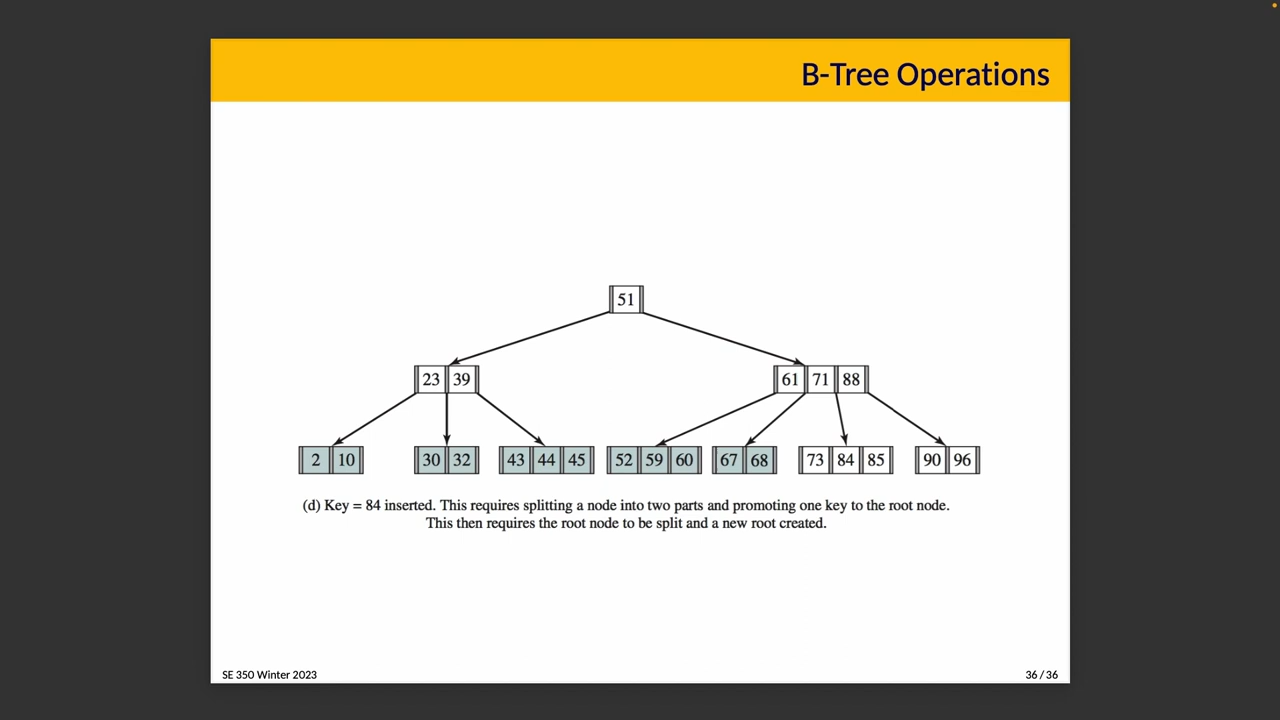 B-Tree Operations
51
23 39 61 71 88
2 10 30 32 43 44 45 52 59 60 67 68 73 84 85 90 96
(d) Key = 84 inserted. This requires splitting a node into two parts and promoting one key to the root node.
This then requires the root node to be split and a new root created.
SE 350 Winter 2023 36 / 36